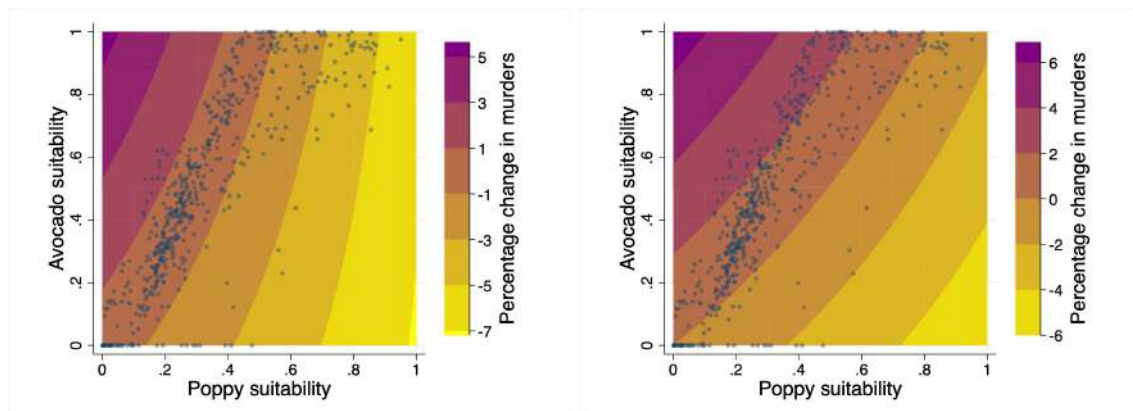 Avocado suitability
0 .2 .4 .6 .8 1
0 .2 .4 .6 .8 1
Poppy suitability
5
3
1
-1
-3
-5
-7
Percentage change in murders
Avocado suitability
0 .2 .4 .6 .8 1
0 .2 .4 .6 .8 1
Poppy suitability
6
4
2
0
-2
-4
-6
Percentage change in murders